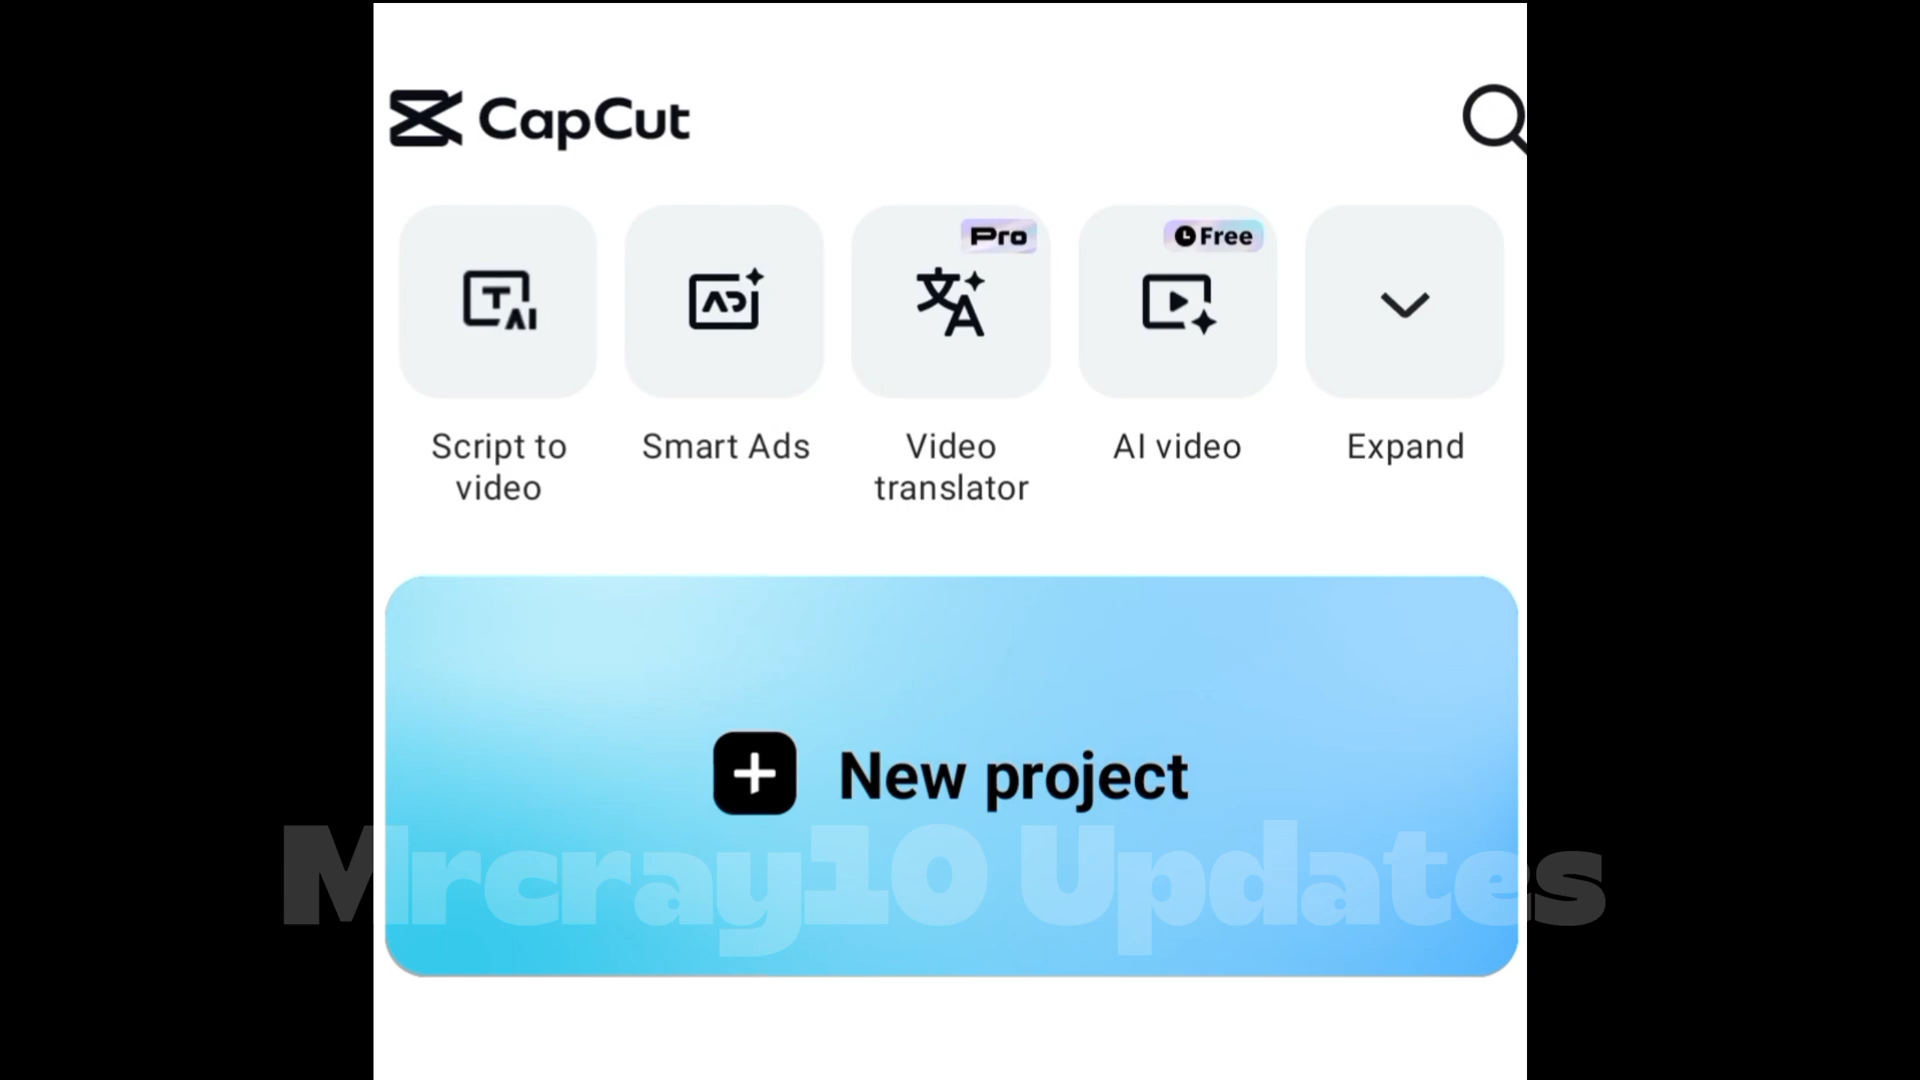 CapCut
Pro
Free
Script to
video
Smart Ads
Video
translator
AI video
Expand
New project
Mrcray10 Updates